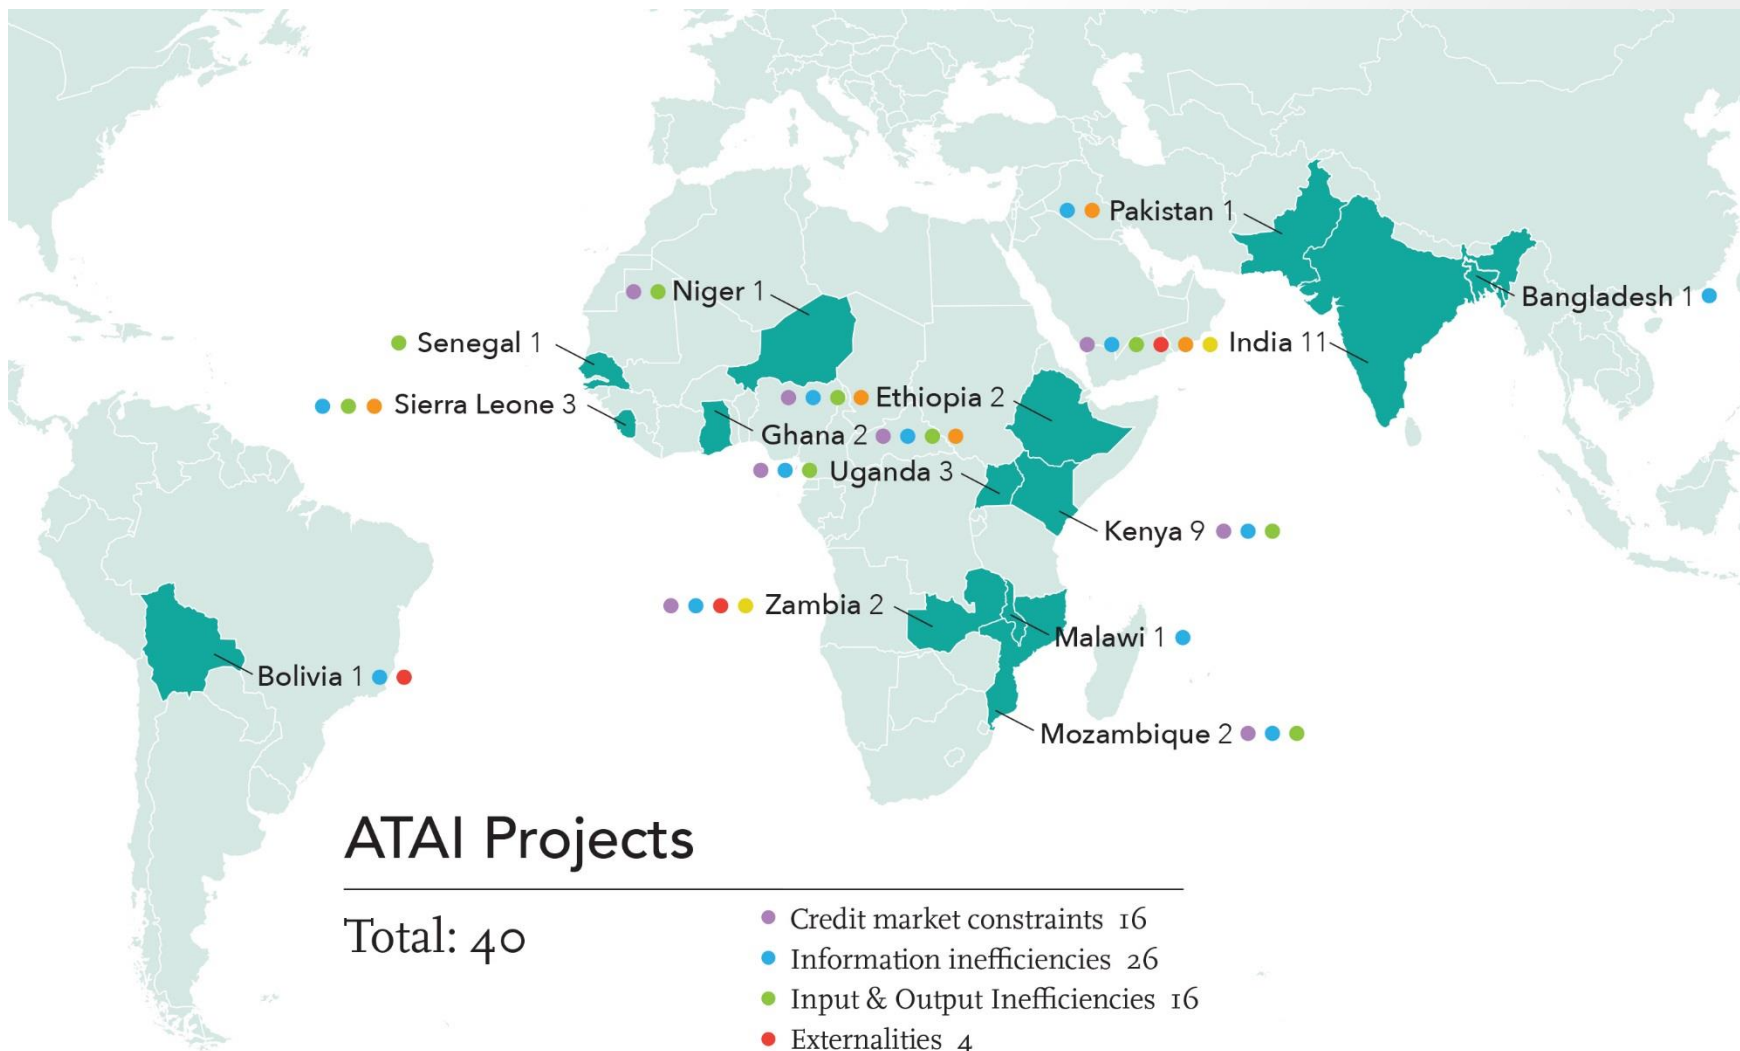 Pakistan 1
Niger 1
Bangladesh 1
Senegal 1
India 11
Sierra Leone 3
Ethiopia 2
Ghana 2
Uganda 3
Kenya 9
Zambia 2
Malawi 1
Bolivia 1
Mozambique 2
ATAI Projects
Total: 40
Credit market constraints 16
Information inefficiencies 26
Input & Output Inefficiencies 16
Externalities 4